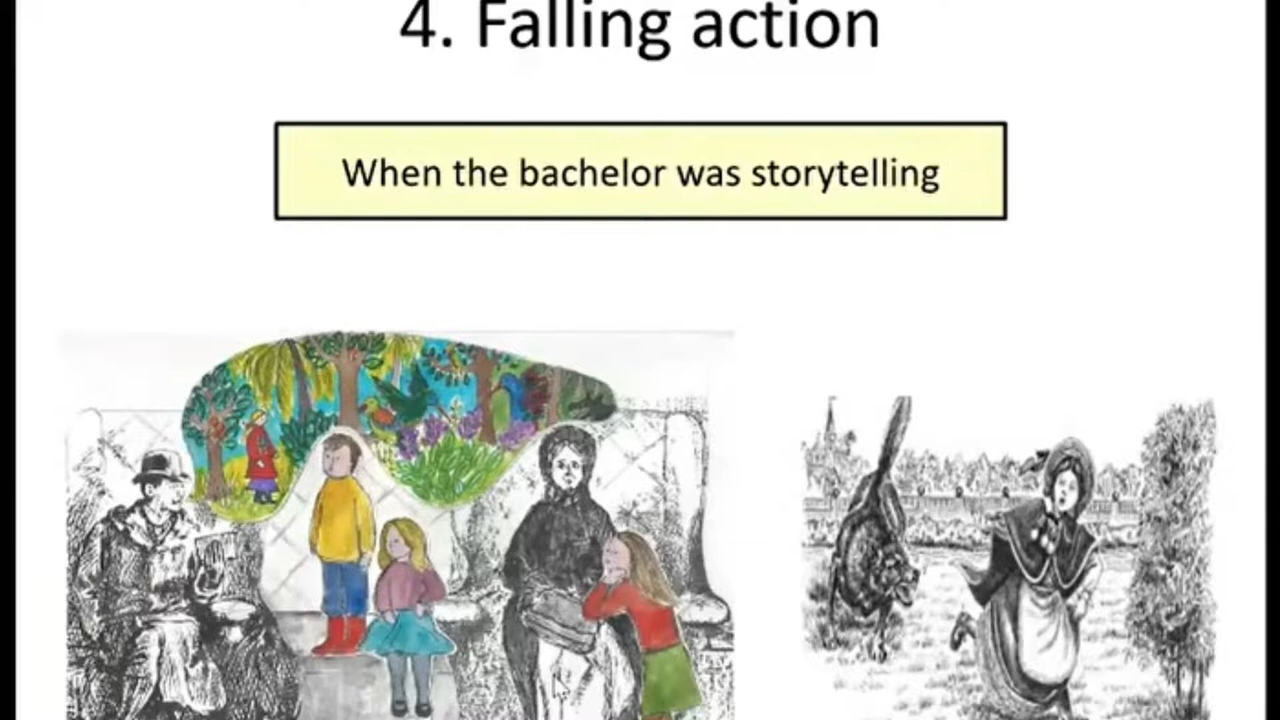 4. Falling action
When the bachelor was storytelling